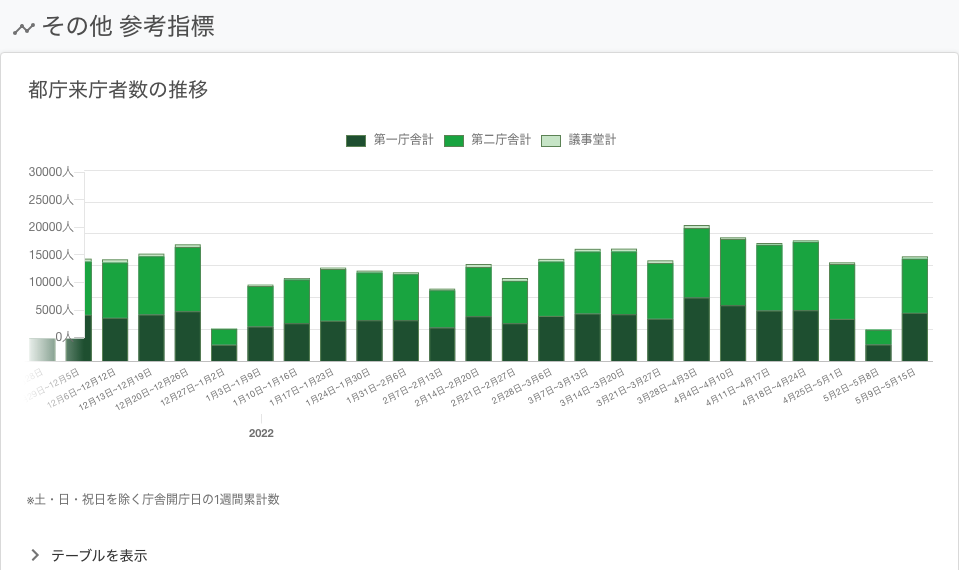 その他 参考指標
都庁来庁者数の推移
第一庁舎計 第二庁舎計 議事堂計
30000人
25000人
20000人
15000人
10000人
5000人
0人
12月6日~12月12日
12月13日~12月19日
12月20日~12月26日
12月27日~1月2日
1月3日~1月9日
1月10日~1月16日
1月17日~1月23日
1月24日~1月30日
1月31日~2月6日
2月7日~2月13日
2月14日~2月20日
2月21日~2月27日
2月28日~3月6日
3月7日~3月13日
3月14日~3月20日
3月21日~3月27日
3月28日~4月3日
4月4日~4月10日
4月11日~4月17日
4月18日~4月24日
4月25日~5月1日
5月2日~5月8日
5月9日~5月15日
2022
※土・日・祝日を除く庁舎開庁日の1週間累計数
テーブルを表示